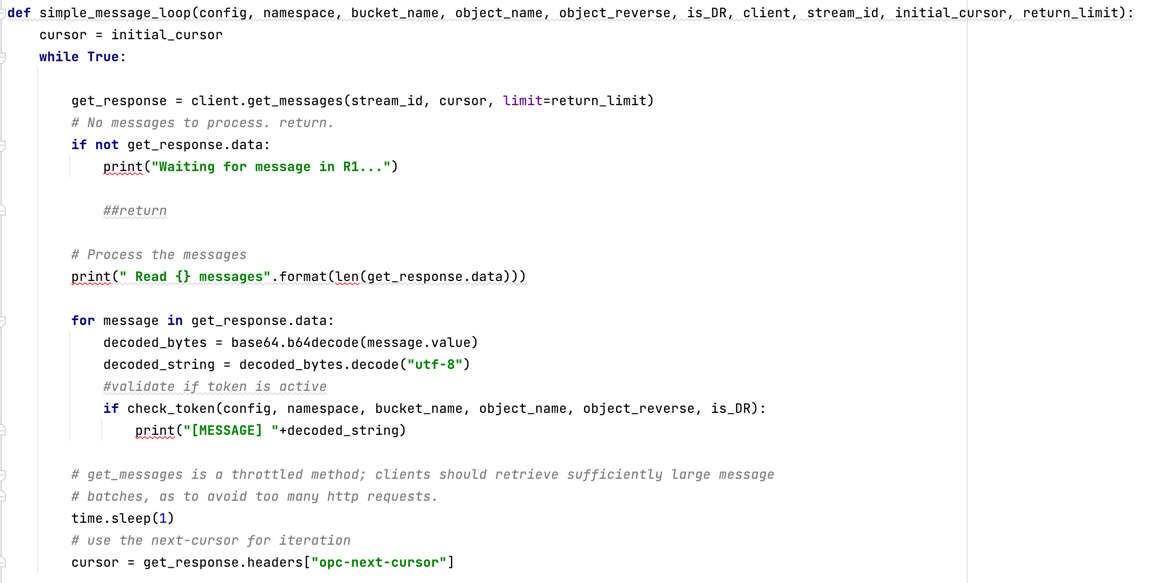 def simple_message_loop(config, namespace, bucket_name, object_name, object_reverse, is_DR, client, stream_id, initial_cursor, return_limit):
    cursor = initial_cursor
    while True:
        get_response = client.get_messages(stream_id, cursor, limit=return_limit)
        # No messages to process. return.
        if not get_response.data:
            print("Waiting for message in R1...")
            ##return
        # Process the messages
        print(" Read {} messages".format(len(get_response.data)))
        for message in get_response.data:
            decoded_bytes = base64.b64decode(message.value)
            decoded_string = decoded_bytes.decode("utf-8")
            #validate if token is active
            if check_token(config, namespace, bucket_name, object_name, object_reverse, is_DR):
                print("[MESSAGE] "+decoded_string)
        # get_messages is a throttled method; clients should retrieve sufficiently large message
        # batches, as to avoid too many http requests.
        time.sleep(1)
        # use the next-cursor for iteration
        cursor = get_response.headers["opc-next-cursor"]